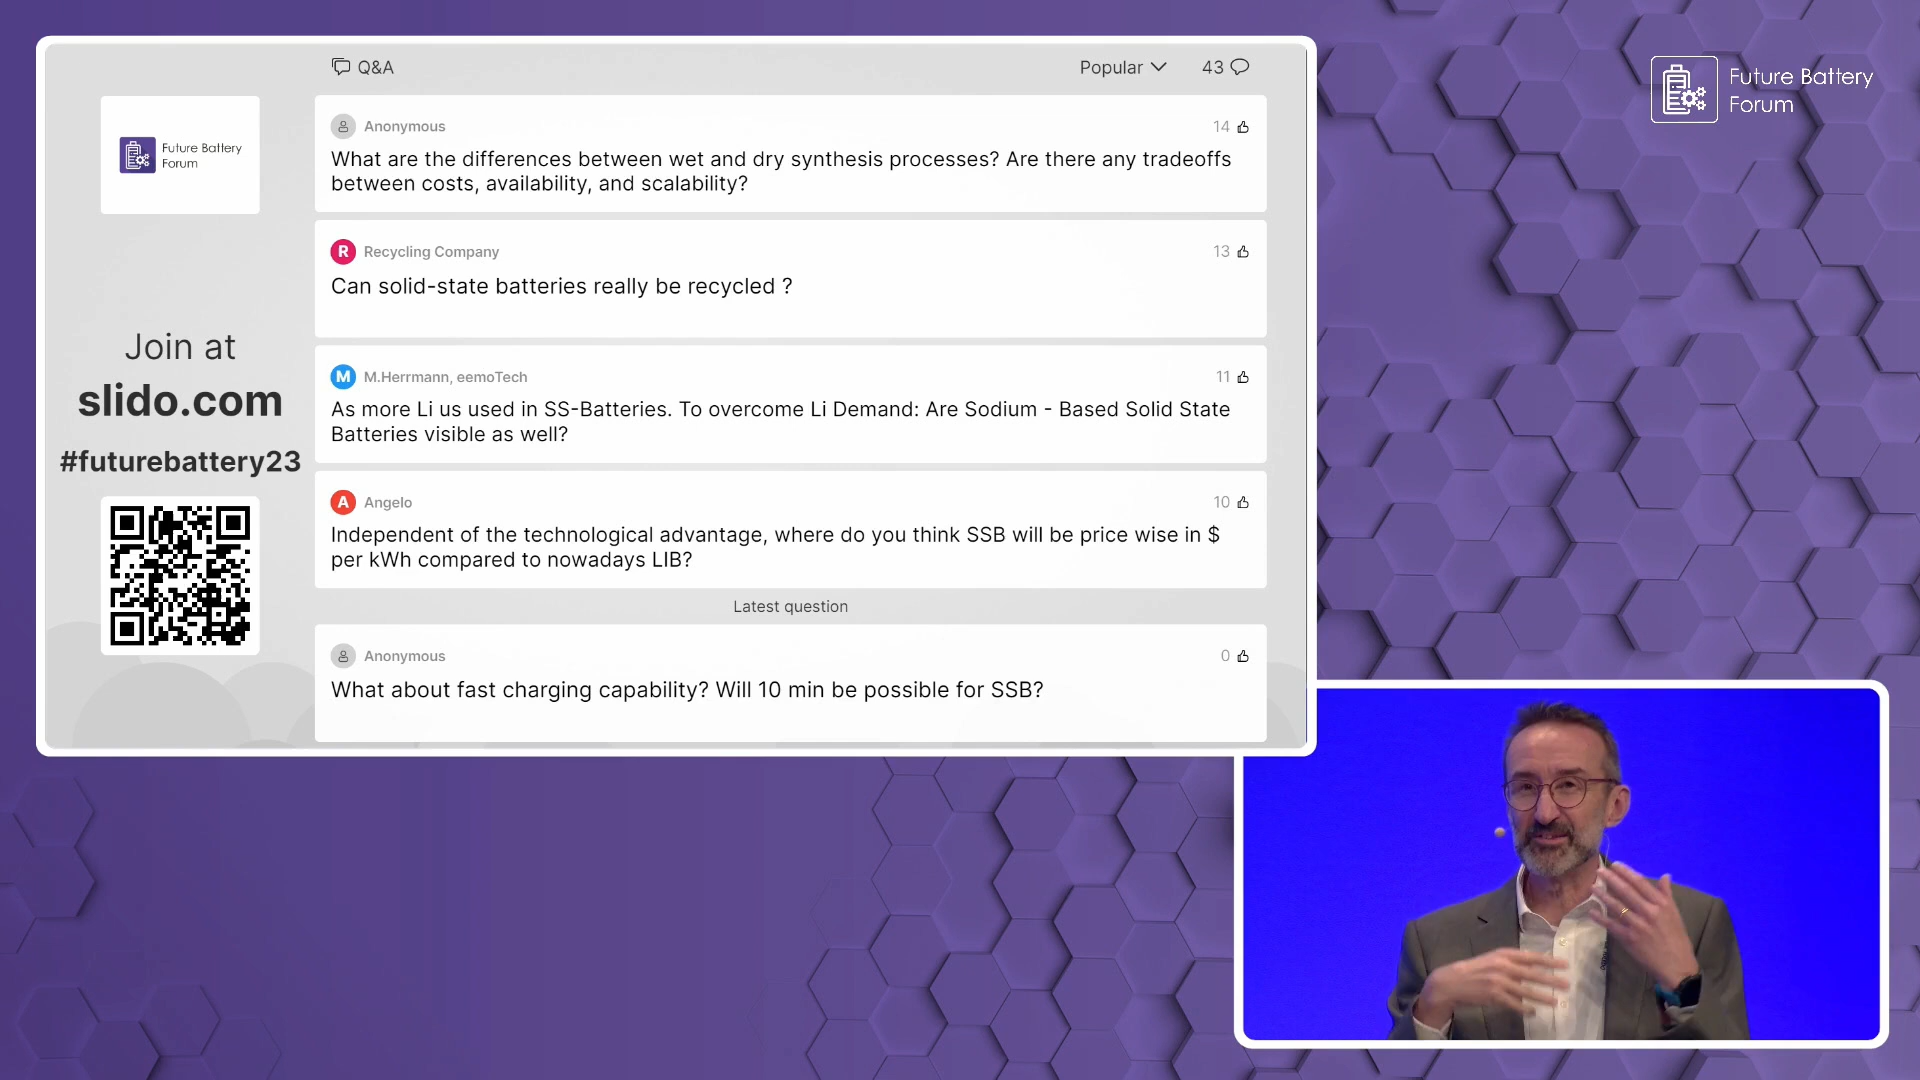 Q&A
Popular
43
Future Battery
Forum
Future Battery
Forum
Join at
slido.com
#futurebattery23
Anonymous
14
What are the differences between wet and dry synthesis processes? Are there any tradeoffs
between costs, availability, and scalability?
R
Recycling Company
13
Can solid-state batteries really be recycled ?
M
M.Herrmann, eemoTech
11
As more Li us used in SS-Batteries. To overcome Li Demand: Are Sodium - Based Solid State
Batteries visible as well?
A
Angelo
10
Independent of the technological advantage, where do you think SSB will be price wise in $
per kWh compared to nowadays LIB?
Latest question
Anonymous
0
What about fast charging capability? Will 10 min be possible for SSB?